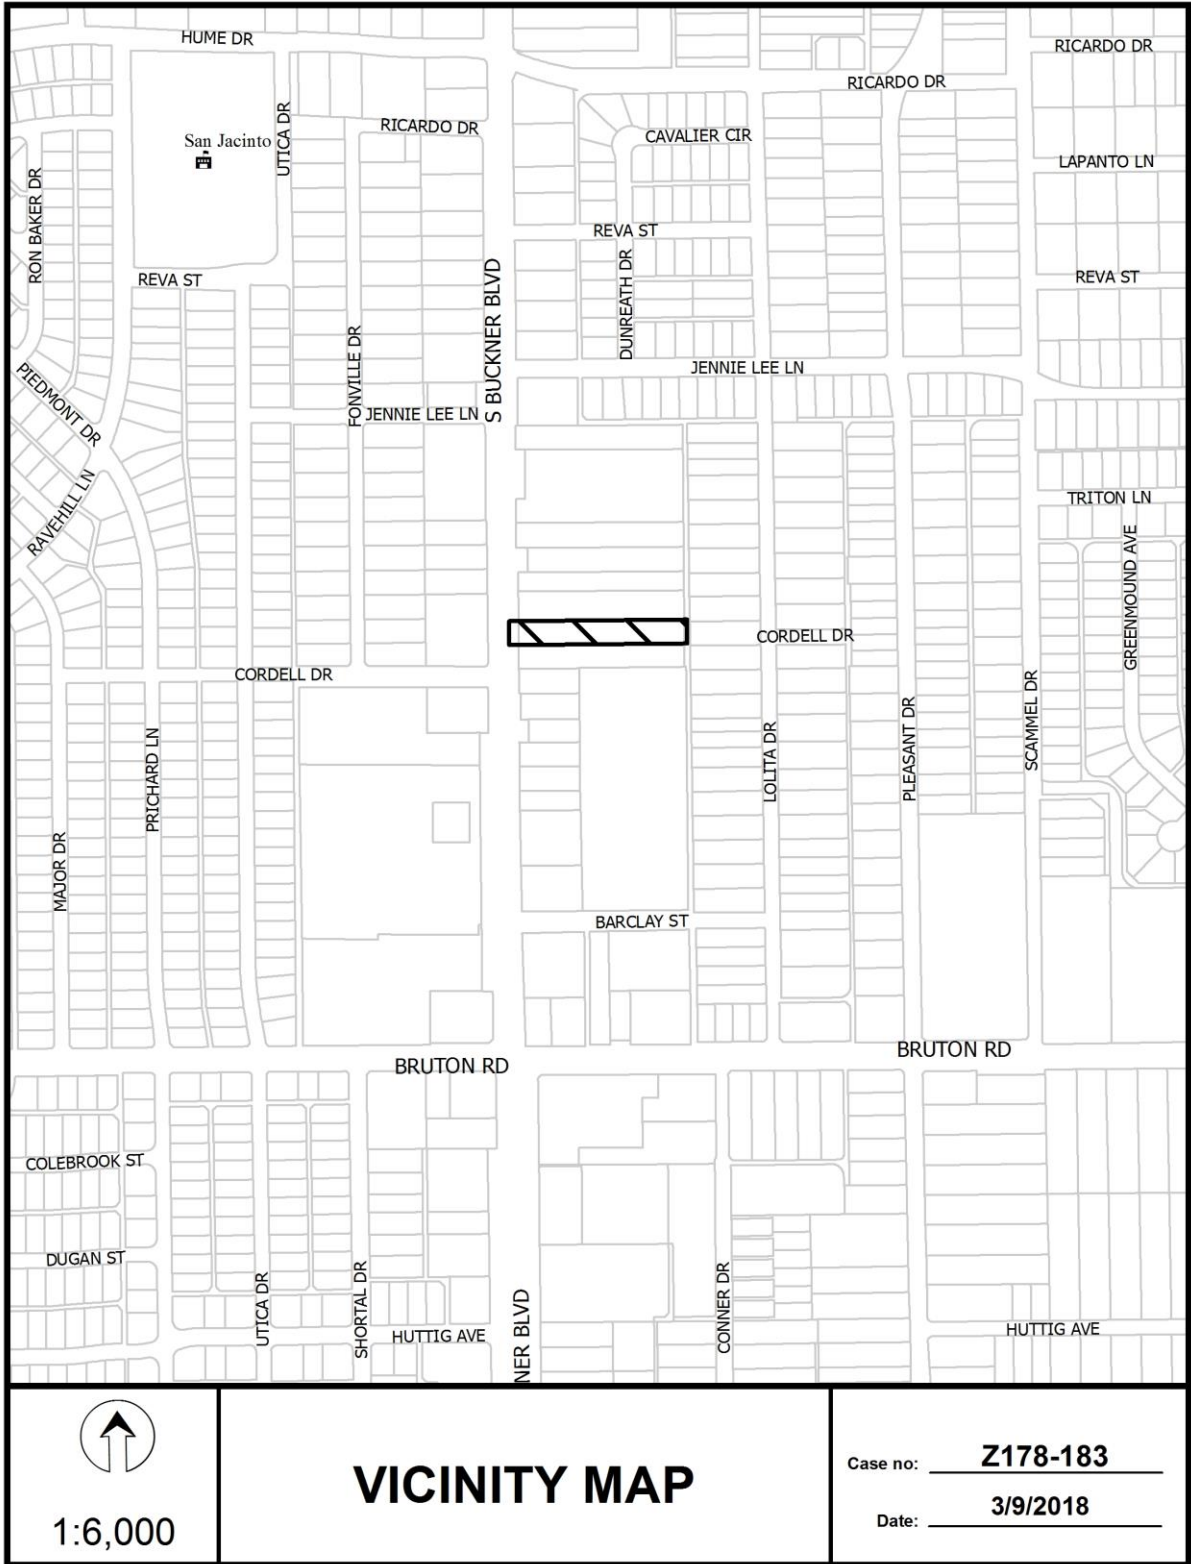 HUME DR
RICARDO DR
RICARDO DR
UTICA DR
RICARDO DR
CAVALIER CIR
San Jacinto
LAPANTO LN
RON BAKER DR
REVA ST
DUNREATH DR
REVA ST
REVA ST
S BUCKNER BLVD
FONVILLE DR
JENNIE LEE LN
PIEDMONT DR
JENNIE LEE LN
RAVEHILL LN
TRITON LN
GREENMOUND AVE
CORDELL DR
CORDELL DR
SCAMMEL DR
PLEASANT DR
LOLITA DR
PRICHARD LN
MAJOR DR
BARCLAY ST
BRUTON RD
BRUTON RD
COLEBROOK ST
DUGAN ST
UTICA DR
SHORTAL DR
CONNER DR
NER BLVD
HUTTIG AVE
HUTTIG AVE
1:6,000
VICINITY MAP
Case no: Z178-183
Date: 3/9/2018